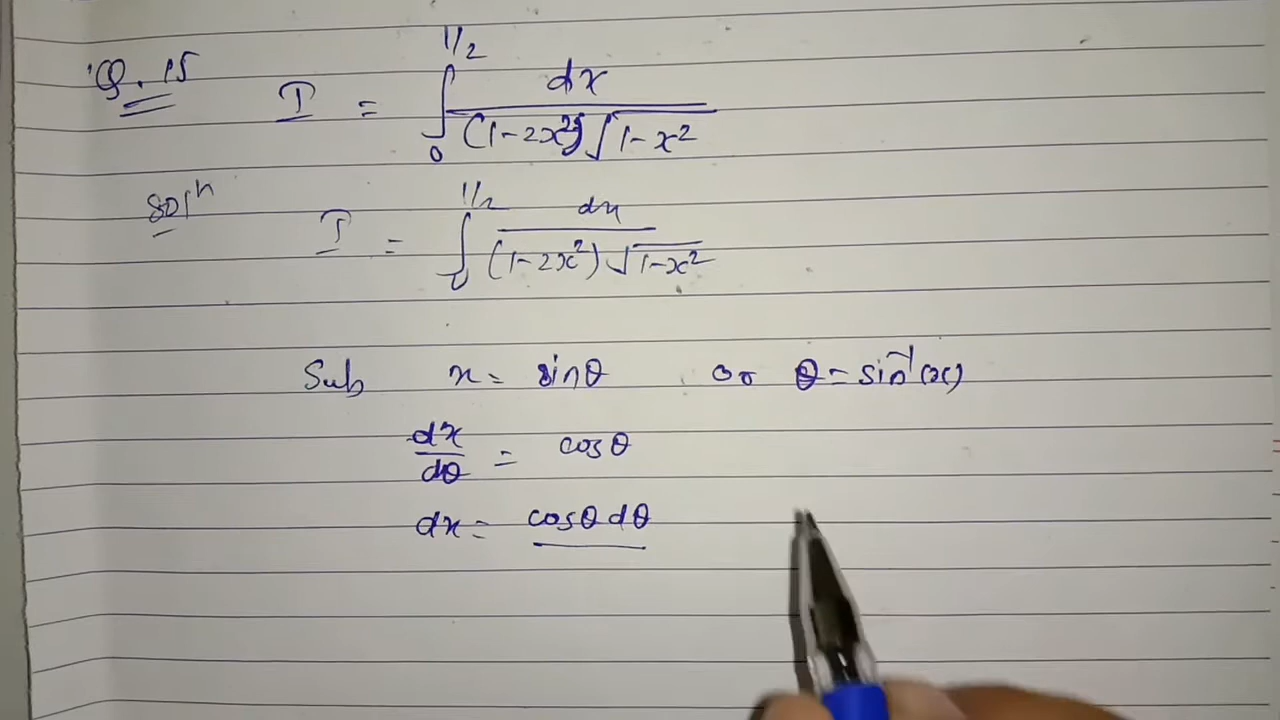 Q. 15 I = ∫₀^{1/2} dx / (1-2x²)√(1-x²)
solⁿ I = ∫₀^{1/2} dx / (1-2x²)√(1-x²)
Sub x = sinθ or θ = sin⁻¹(x)
dx/dθ = cosθ
dx = cosθ dθ